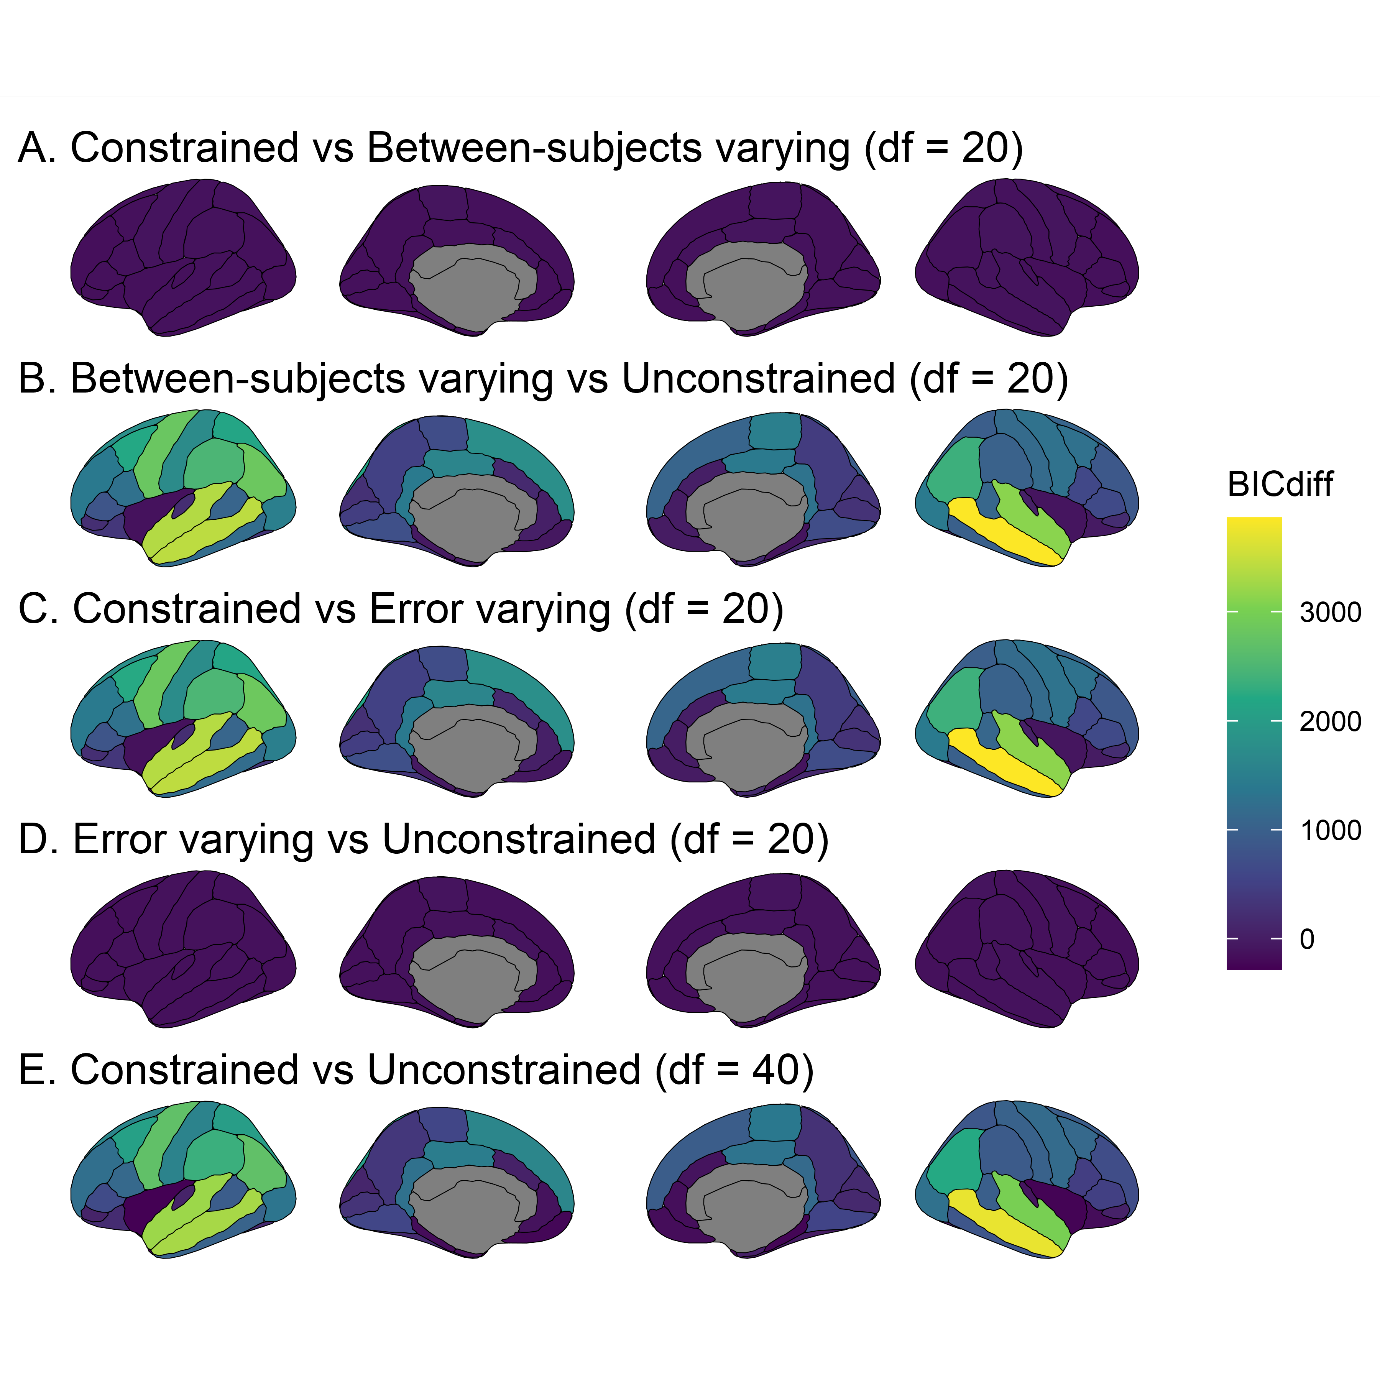 A. Constrained vs Between-subjects varying (df = 20)
B. Between-subjects varying vs Unconstrained (df = 20)
BICdiff
3000
2000
1000
0
C. Constrained vs Error varying (df = 20)
D. Error varying vs Unconstrained (df = 20)
E. Constrained vs Unconstrained (df = 40)